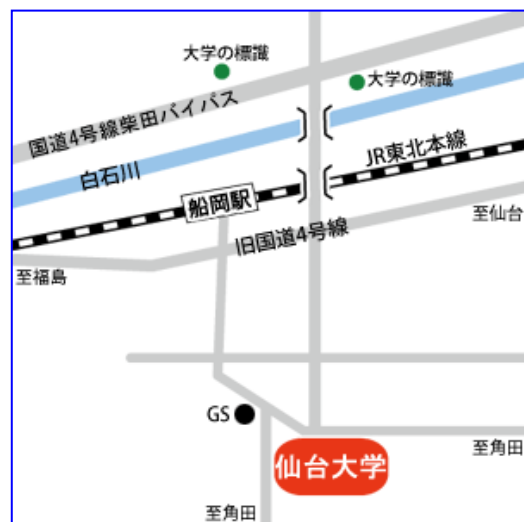 大学の標識
大学の標識
国道4号線柴田バイパス
白石川
JR東北本線
船岡駅
至仙台
旧国道4号線
至福島
GS
仙台大学
至角田
至角田